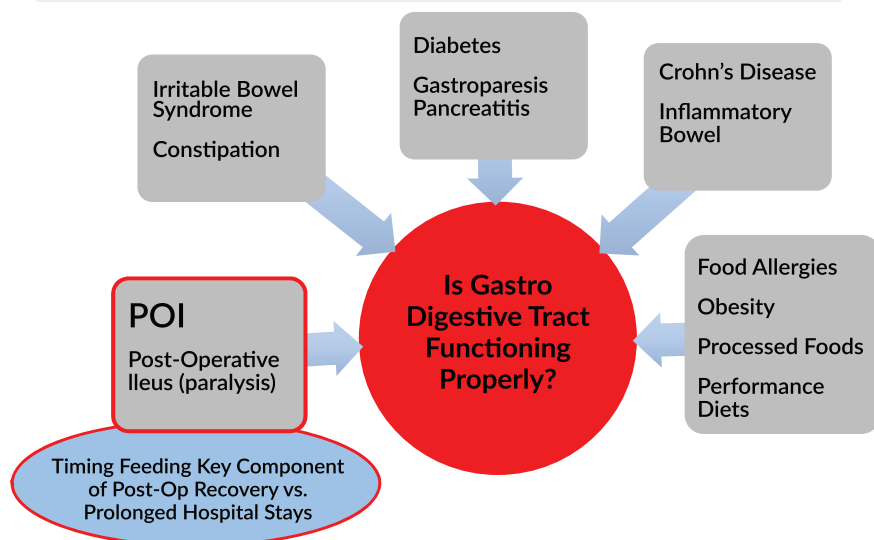 Irritable Bowel
Syndrome
Constipation
Diabetes
Gastroparesis
Pancreatitis
Crohn’s Disease
Inflammatory
Bowel
Food Allergies
Obesity
Processed Foods
Performance
Diets
Is Gastro
Digestive Tract
Functioning
Properly?
POI
Post-Operative
Ileus (paralysis)
Timing Feeding Key Component
of Post-Op Recovery vs.
Prolonged Hospital Stays